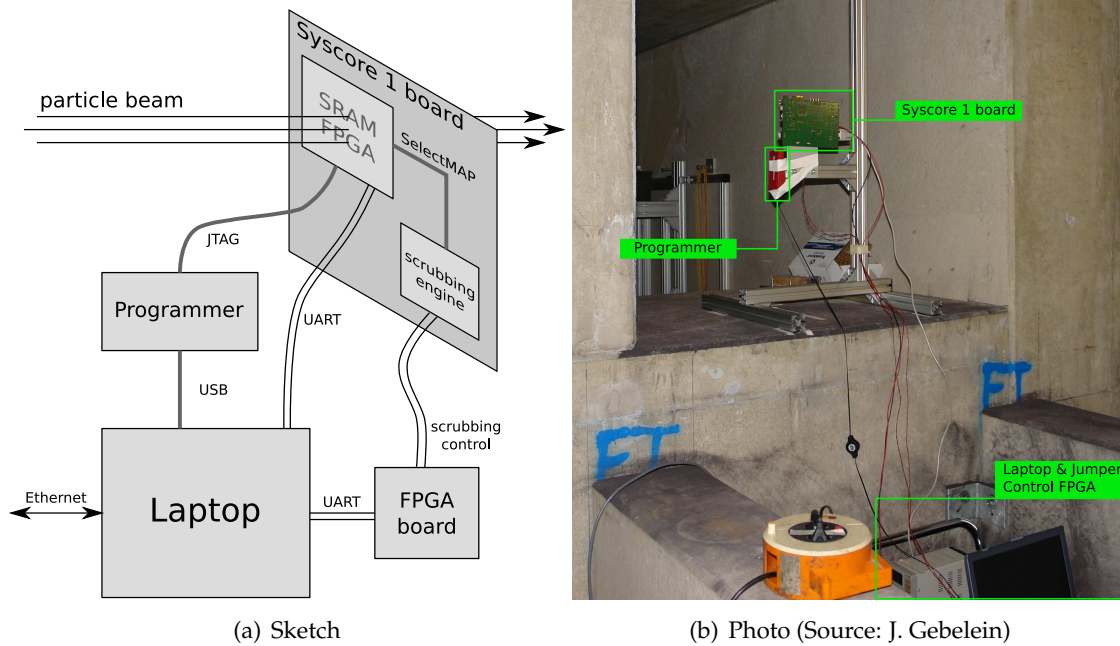 Syscore 1 board
particle beam
SRAM
FPGA
SelectMAP
JTAG
scrubbing
engine
Programmer
UART
USB
scrubbing
control
Ethernet
Laptop
UART
FPGA
board
(a) Sketch
Syscore 1 board
Programmer
FT
FT
Laptop & Jumper
Control FPGA
(b) Photo (Source: J. Gebelein)